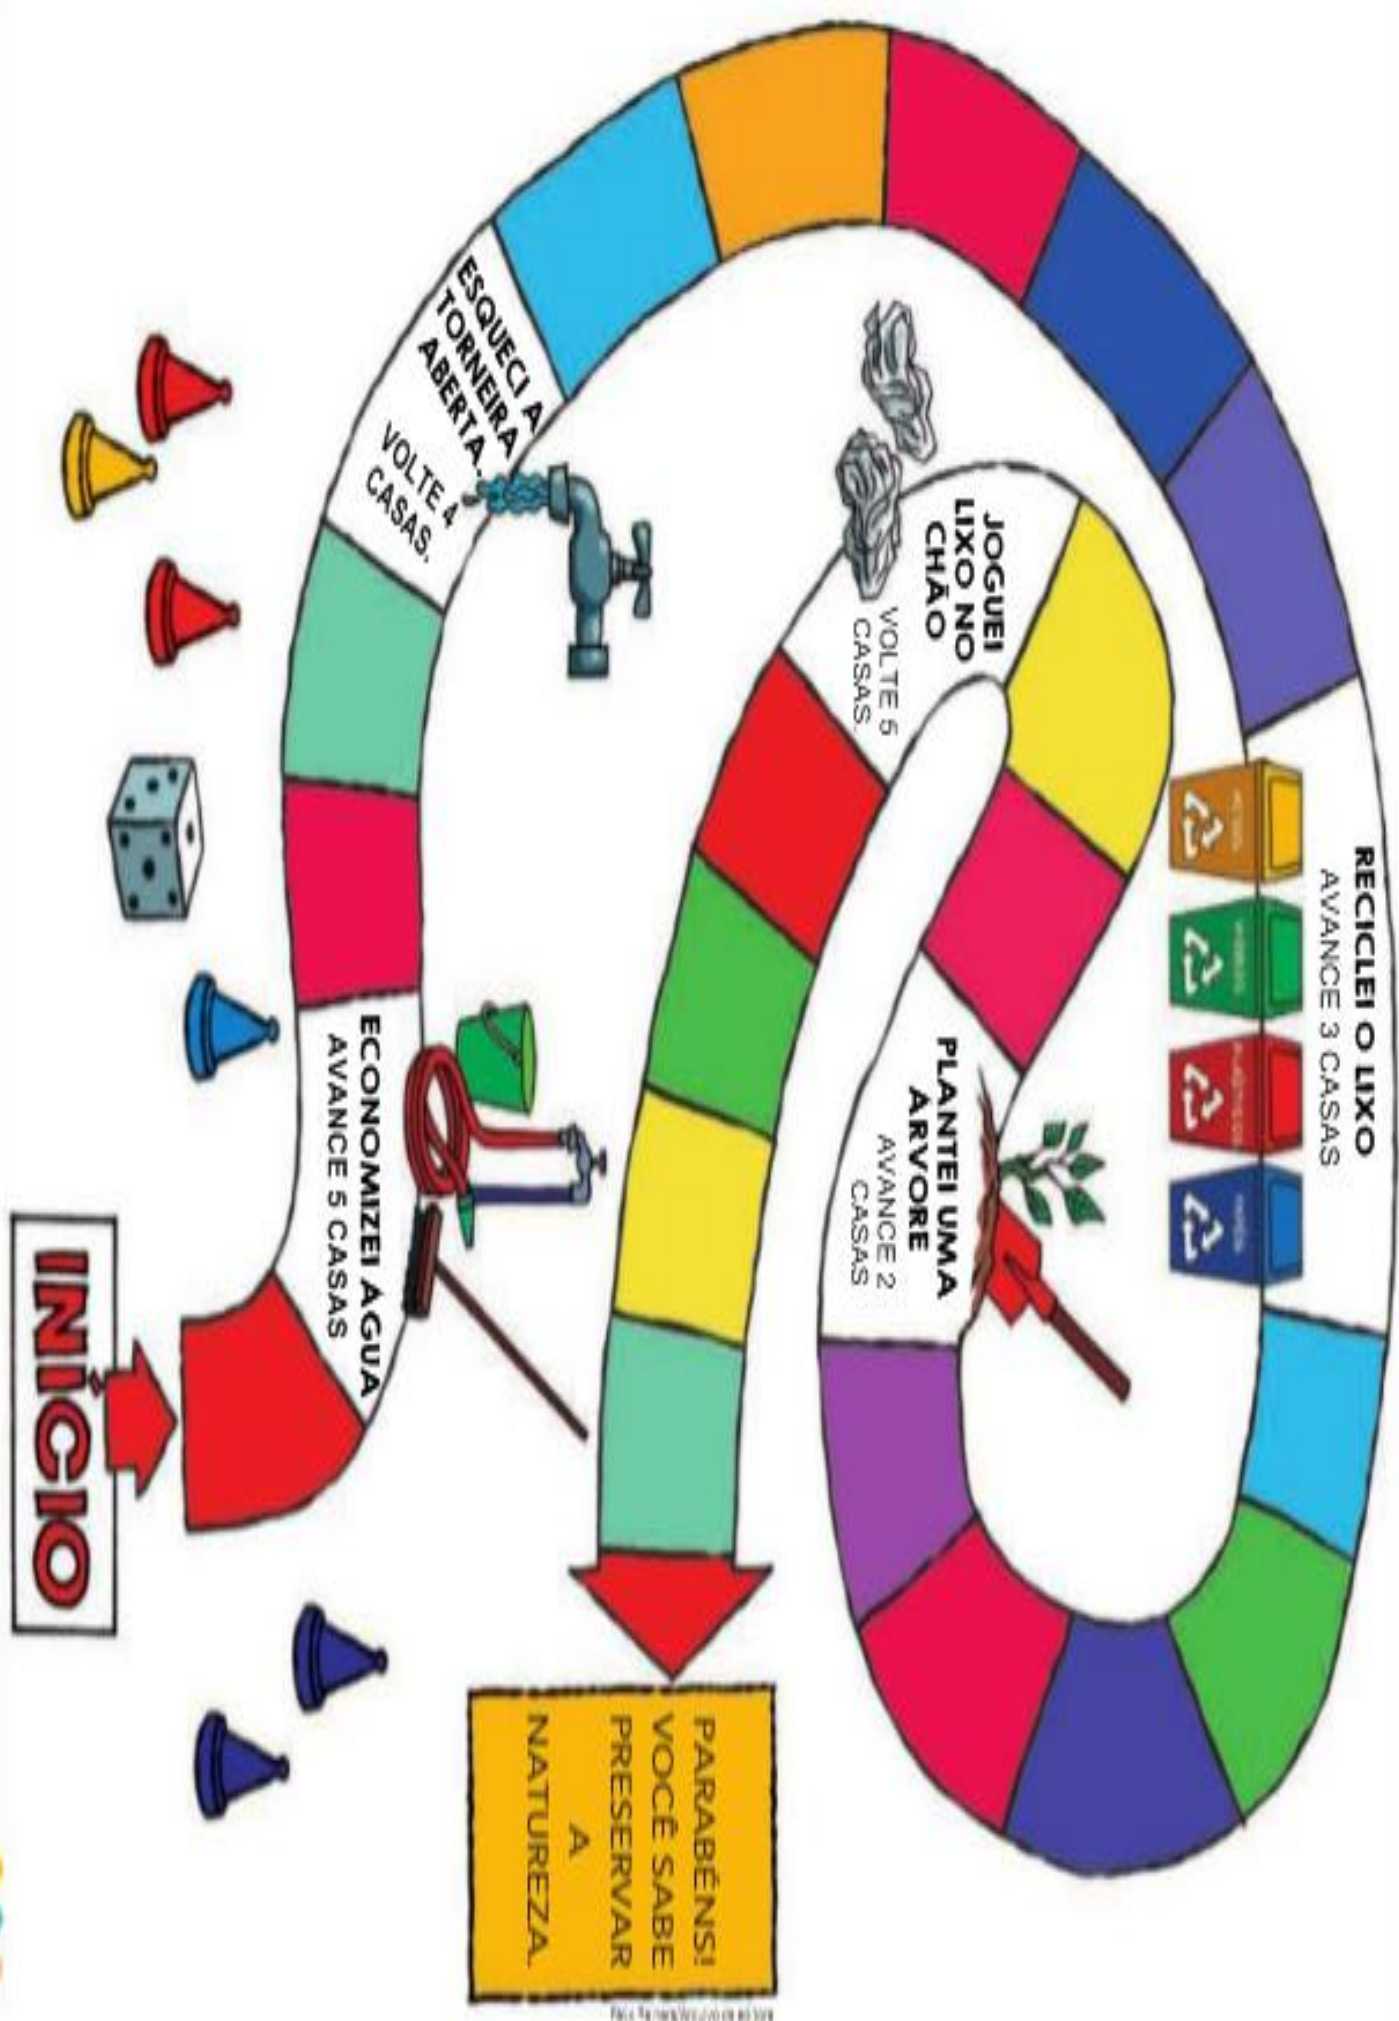 INÍCIO
ECONOMIZEI ÁGUA
AVANCE 5 CASAS
ESQUECI A
TORNEIRA
ABERTA.
VOLTE 4
CASAS.
RECICLEI O LIXO
AVANCE 3 CASAS
PLANTEI UMA
ÁRVORE
AVANCE 2
CASAS
JOGUEI
LIXO NO
CHÃO
VOLTE 5
CASAS.
PARABÉNS!
VOCÊ SABE
PRESERVAR
A
NATUREZA.